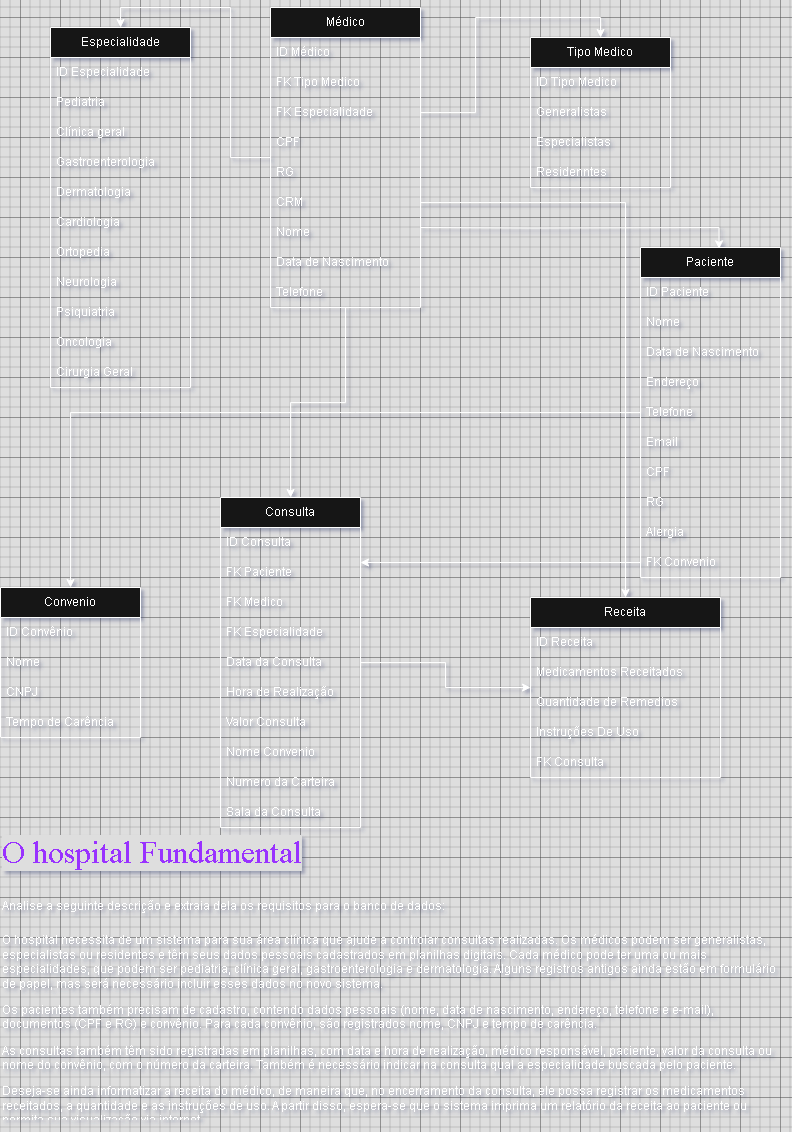 Especialidade
ID Especialidade
Pediatria
Clínica geral
Gastroenterologia
Dermatologia
Cardiologia
Ortopedia
Neurologia
Psiquiatria
Oncologia
Cirurgia Geral
Médico
ID Médico
FK Tipo Medico
FK Especialidade
CPF
RG
CRM
Nome
Data de Nascimento
Telefone
Tipo Medico
ID Tipo Medico
Generalistas
Especialistas
Residenntes
Paciente
ID Paciente
Nome
Data de Nascimento
Endereço
Telefone
Email
CPF
RG
Alergia
FK Convenio
Convenio
ID Convênio
Nome
CNPJ
Tempo de Carência
Consulta
ID Consulta
FK Paciente
FK Medico
FK Especialidade
Data da Consulta
Hora de Realização
Valor Consulta
Nome Convenio
Numero da Carteira
Sala da Consulta
Receita
ID Receita
Medicamentos Receitados
Quantidade de Remedios
Instruções De Uso
FK Consulta
O hospital Fundamental
Analise a seguinte descrição e extraia dela os requisitos para o banco de dados:
O hospital necessita de um sistema para sua área clínica que ajude a controlar consultas realizadas. Os médicos podem ser generalistas,
especialistas ou residentes e têm seus dados pessoais cadastrados em planilhas digitais. Cada médico pode ter uma ou mais
especialidades, que podem ser pediatria, clínica geral, gastroenterologia e dermatologia. Alguns registros antigos ainda estão em formulário
de papel, mas será necessário incluir esses dados no novo sistema.
Os pacientes também precisam de cadastro, contendo dados pessoais (nome, data de nascimento, endereço, telefone e e-mail),
documentos (CPF e RG) e convênio. Para cada convênio, são registrados nome, CNPJ e tempo de carência.
As consultas também têm sido registradas em planilhas, com data e hora de realização, médico responsável, paciente, valor da consulta ou
nome do convênio, com o número da carteira. Também é necessário indicar na consulta qual a especialidade buscada pelo paciente.
Deseja-se ainda informatizar a receita do médico, de maneira que, no encerramento da consulta, ele possa registrar os medicamentos
receitados, a quantidade e as instruções de uso. A partir disso, espera-se que o sistema imprima um relatório da receita ao paciente ou
permita sua visualização via internet.